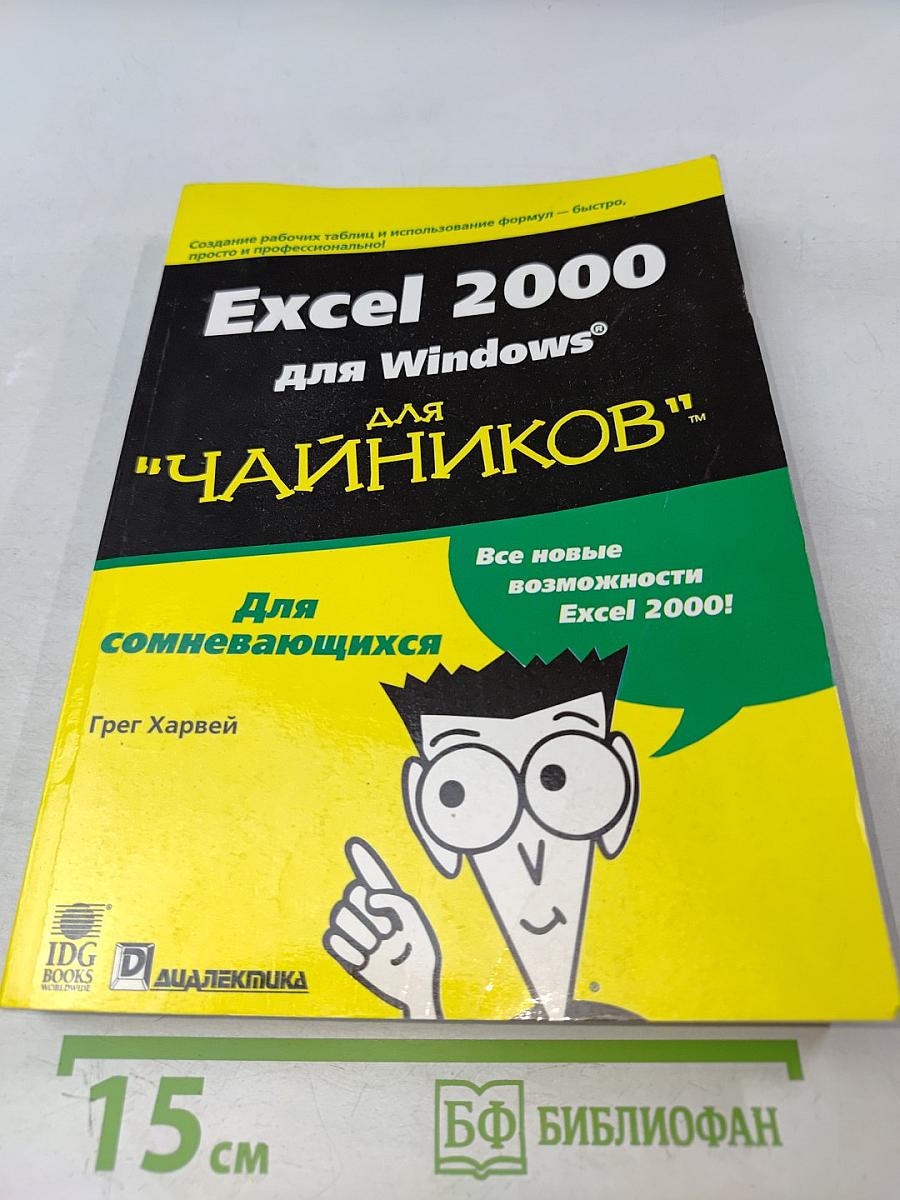 Создание рабочих таблиц и использование формул — быстро,
просто и профессионально!
Excel 2000
для Windows®
ДЛЯ
"ЧАЙНИКОВ"™
Все новые
возможности
Excel 2000!
Для
сомневающихся
Грег Харвей
IDG
BOOKS
WORLDWIDE
®
Д
ДИАЛЕКТИКА
®
15 см
БФ БИБЛИОФАН